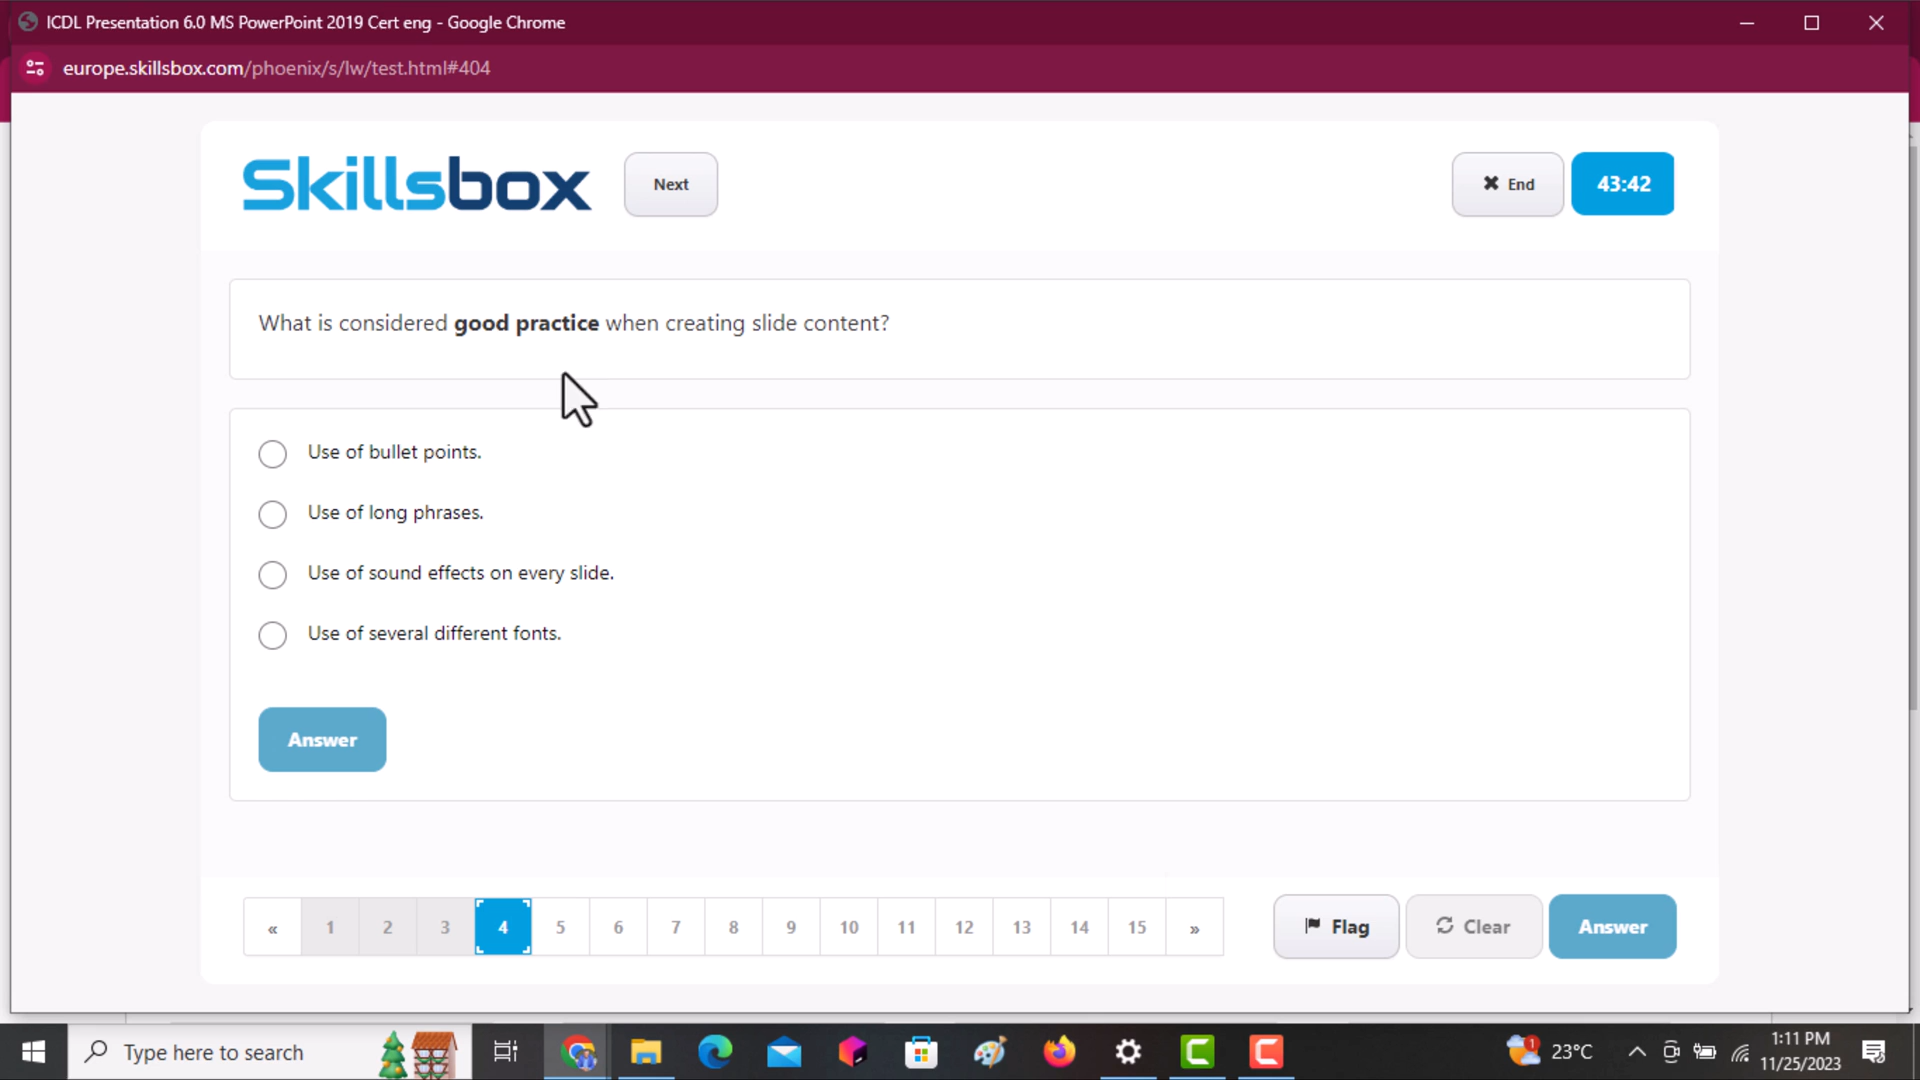 ICDL Presentation 6.0 MS PowerPoint 2019 Cert eng - Google Chrome
europe.skillsbox.com/phoenix/s/lw/test.html#404
Skillsbox
Next
✖ End
43:42
What is considered good practice when creating slide content?
Use of bullet points.
Use of long phrases.
Use of sound effects on every slide.
Use of several different fonts.
Answer
« 1 2 3 4 5 6 7 8 9 10 11 12 13 14 15 »
Flag
Clear
Answer
Type here to search
1
23°C
1:11 PM
11/25/2023